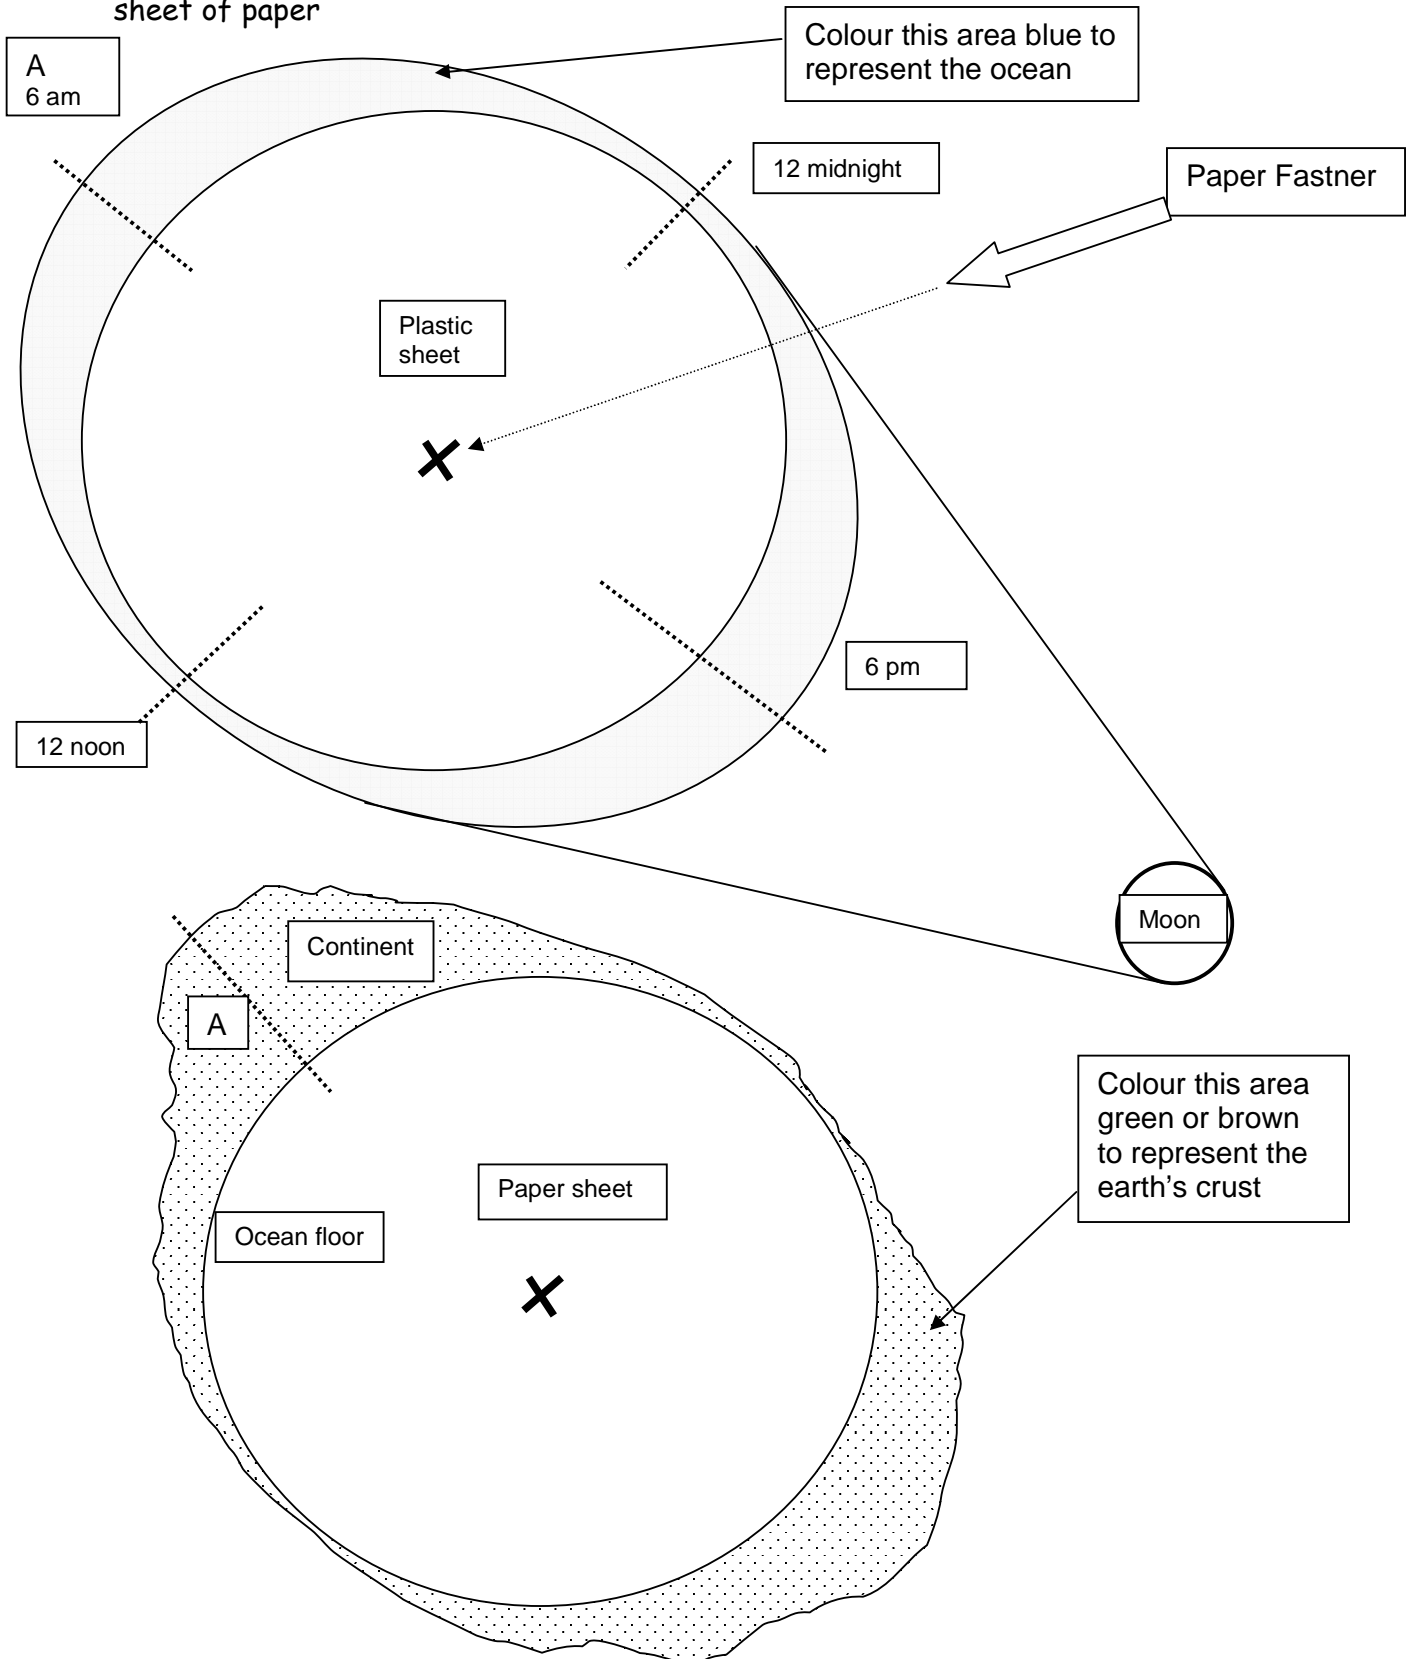 sheet of paper
Colour this area blue to
represent the ocean
A
6 am
12 midnight
Paper Fastner
Plastic
sheet
6 pm
12 noon
Moon
Continent
A
Colour this area
green or brown
to represent the
earth's crust
Paper sheet
Ocean floor